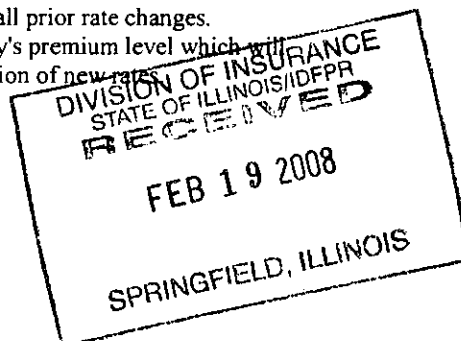 all prior rate changes.
y's premium level which will
ion of new rates.
DIVISION OF INSURANCE
STATE OF ILLINOIS/IDFPR
RECEIVED
FEB 19 2008
SPRINGFIELD, ILLINOIS